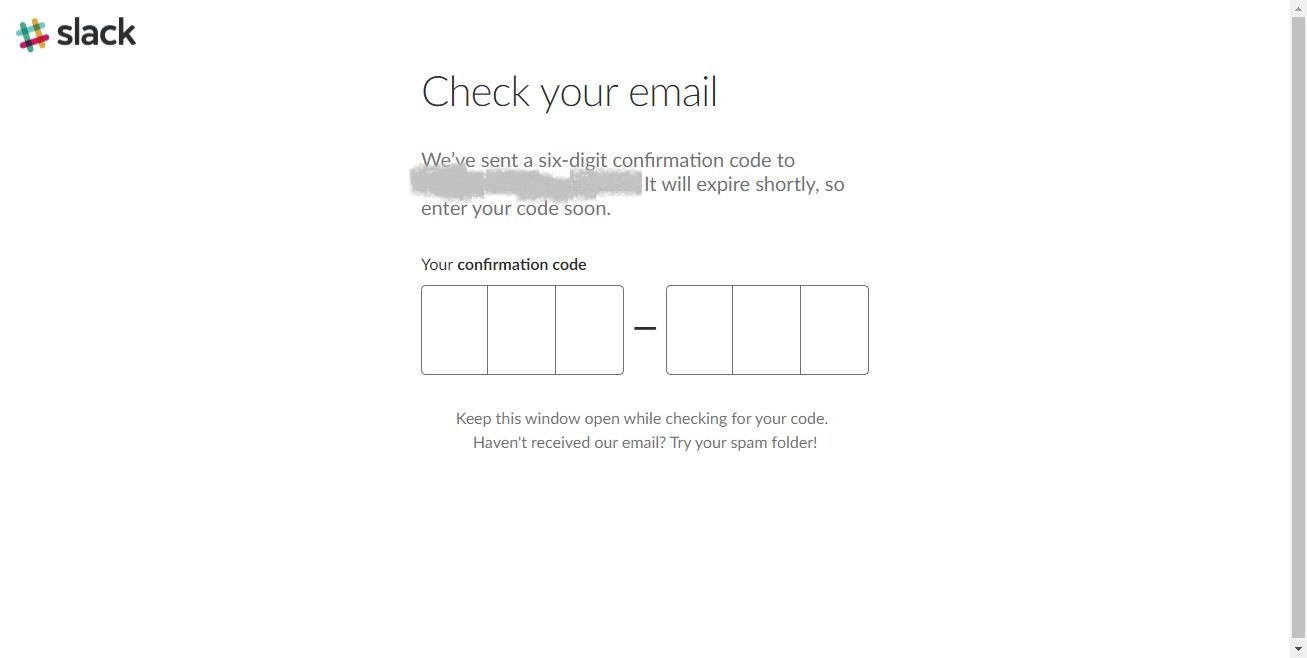 slack
Check your email
We've sent a six-digit confirmation code to
It will expire shortly, so
enter your code soon.
Your confirmation code
Keep this window open while checking for your code.
Haven't received our email? Try your spam folder!